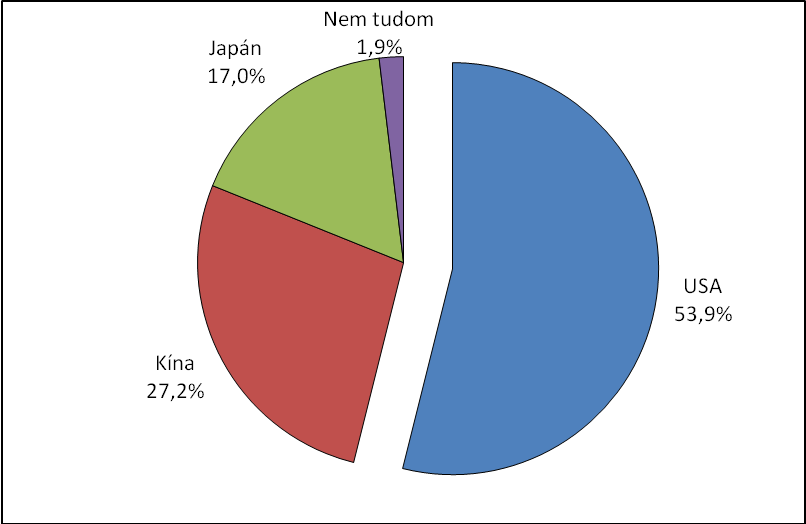 Nem tudom
1,9%
Japán
17,0%
USA
53,9%
Kína
27,2%